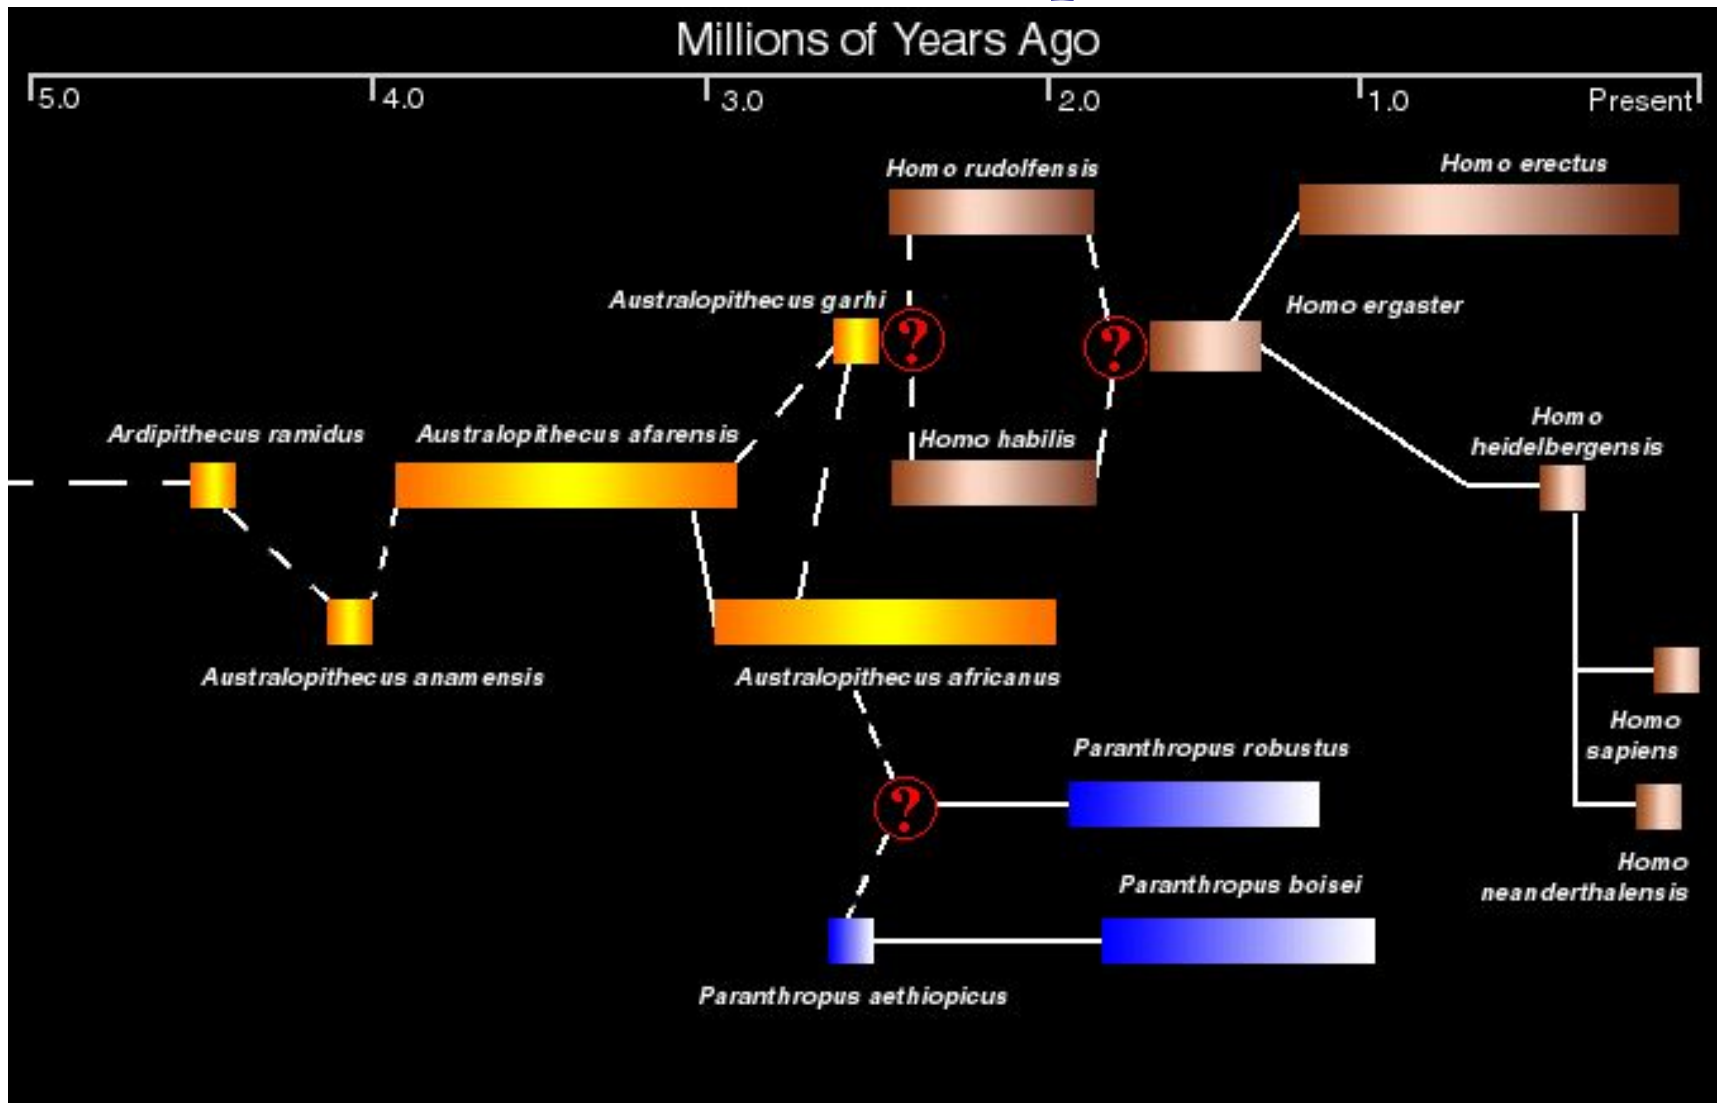 Millions of Years Ago
5.0 4.0 3.0 2.0 1.0 Present
Homo rudolfensis
Homo erectus
Australopithecus garhi
?
?
Homo ergaster
Ardipithecus ramidus
Australopithecus afarensis
Homo habilis
Homo
heidelbergensis
Australopithecus anamensis
Australopithecus africanus
Homo
sapiens
Paranthropus robustus
?
Paranthropus boisei
Homo
neanderthalensis
Paranthropus aethiopicus